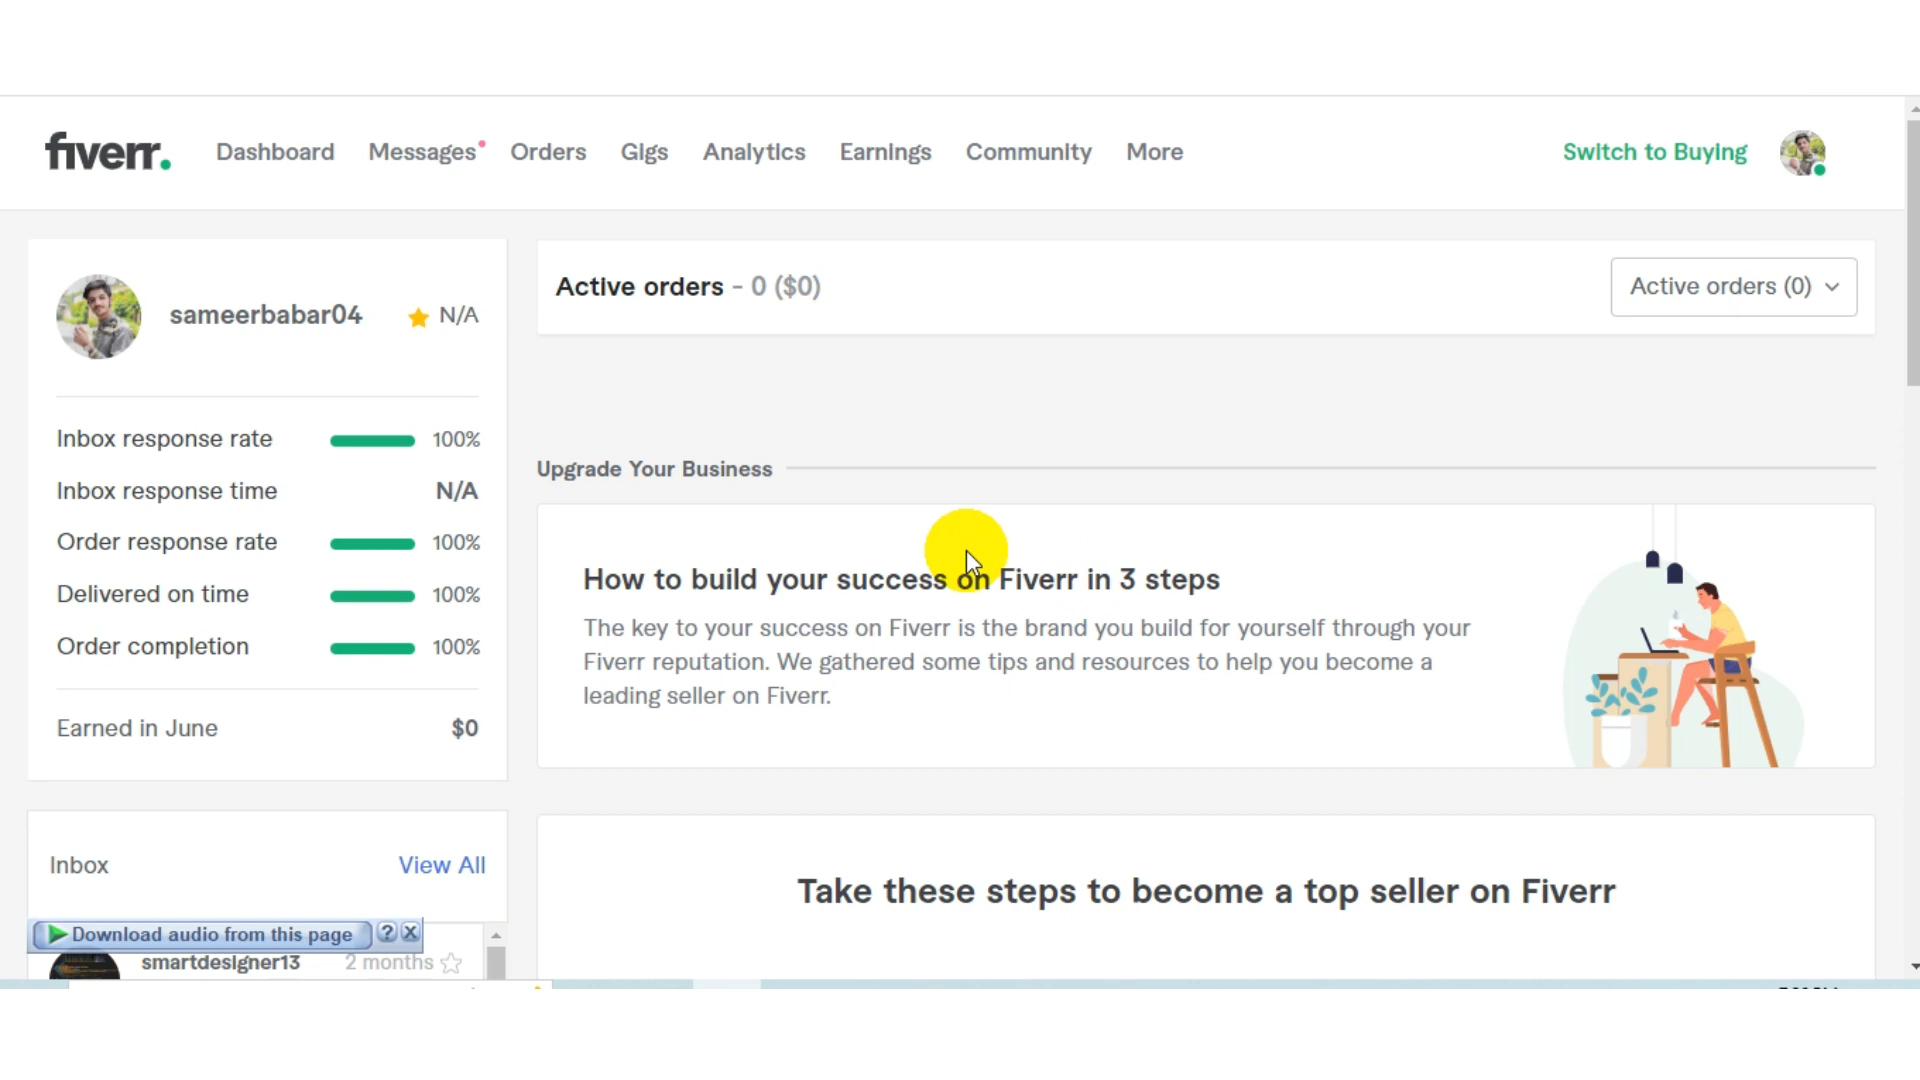 fiverr.
Dashboard
Messages
Orders
Gigs
Analytics
Earnings
Community
More
Switch to Buying
sameerbabar04
N/A
Inbox response rate 100%
Inbox response time N/A
Order response rate 100%
Delivered on time 100%
Order completion 100%
Earned in June $0
Inbox View All
Download audio from this page ? X
smartdesigner13 2 months
Active orders - 0 ($0)
Active orders (0)
Upgrade Your Business
How to build your success on Fiverr in 3 steps
The key to your success on Fiverr is the brand you build for yourself through your
Fiverr reputation. We gathered some tips and resources to help you become a
leading seller on Fiverr.
Take these steps to become a top seller on Fiverr